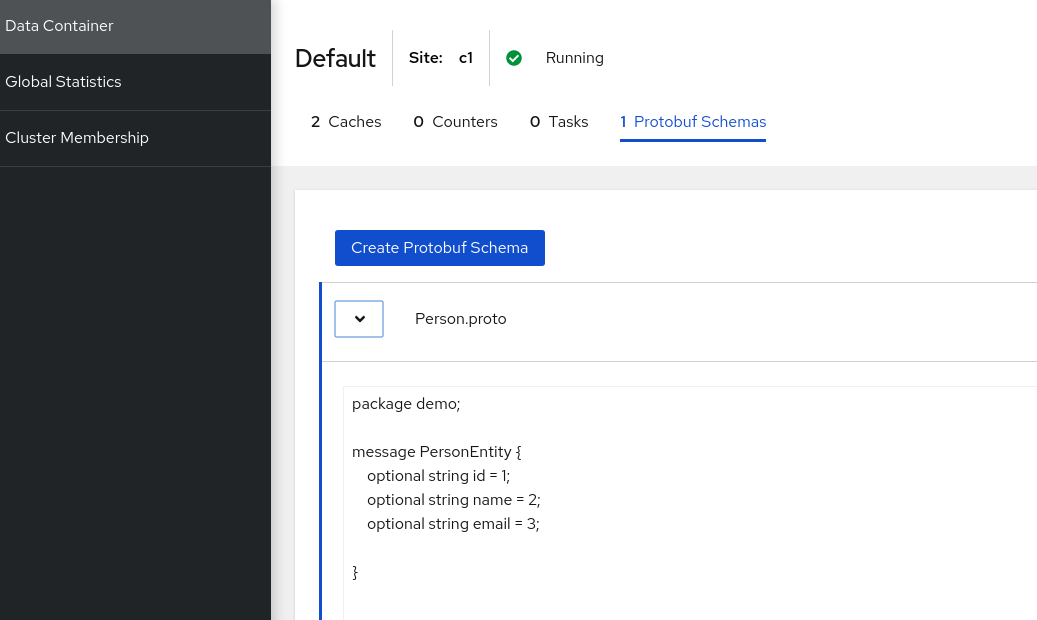 Data Container
Global Statistics
Cluster Membership
Default Site: c1 Running
2 Caches 0 Counters 0 Tasks 1 Protobuf Schemas
Create Protobuf Schema
Person.proto
package demo;
message PersonEntity {
optional string id = 1;
optional string name = 2;
optional string email = 3;
}